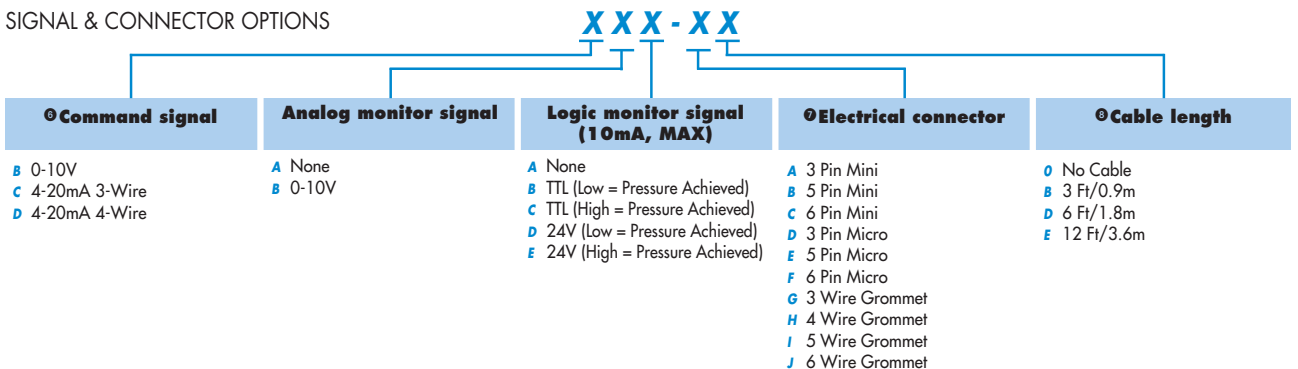 SIGNAL & CONNECTOR OPTIONS
X X X - X X
❻Command signal
B 0-10V
C 4-20mA 3-Wire
D 4-20mA 4-Wire
Analog monitor signal
A None
B 0-10V
Logic monitor signal
(10mA, MAX)
A None
B TTL (Low = Pressure Achieved)
C TTL (High = Pressure Achieved)
D 24V (Low = Pressure Achieved)
E 24V (High = Pressure Achieved)
❼Electrical connector
A 3 Pin Mini
B 5 Pin Mini
C 6 Pin Mini
D 3 Pin Micro
E 5 Pin Micro
F 6 Pin Micro
G 3 Wire Grommet
H 4 Wire Grommet
I 5 Wire Grommet
J 6 Wire Grommet
❽Cable length
0 No Cable
B 3 Ft/0.9m
D 6 Ft/1.8m
E 12 Ft/3.6m